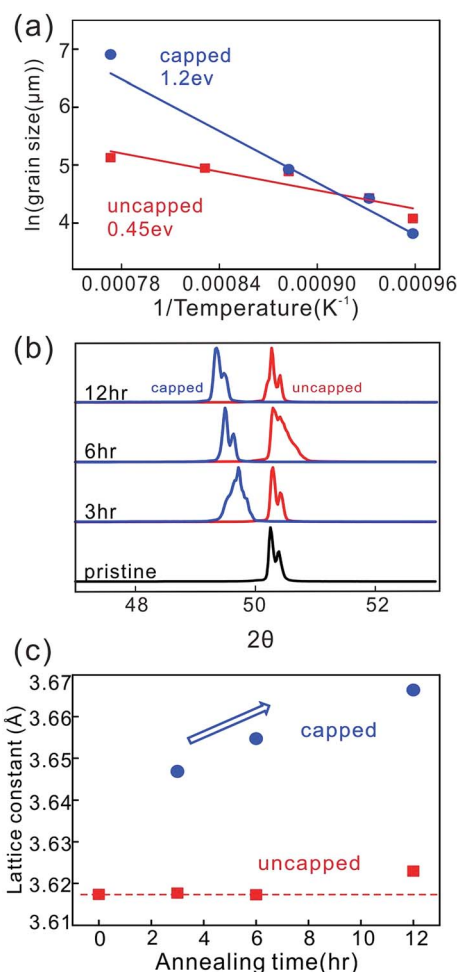 (a)
ln(grain size(μm))
7
6
5
4
capped
1.2ev
uncapped
0.45ev
0.00078 0.00084 0.00090 0.00096
1/Temperature(K⁻¹)
(b)
12hr
capped
uncapped
6hr
3hr
pristine
48 50 52
2θ
(c)
Lattice constant (Å)
3.67
3.66
3.65
3.64
3.63
3.62
3.61
capped
uncapped
0 2 4 6 8 10 12
Annealing time(hr)